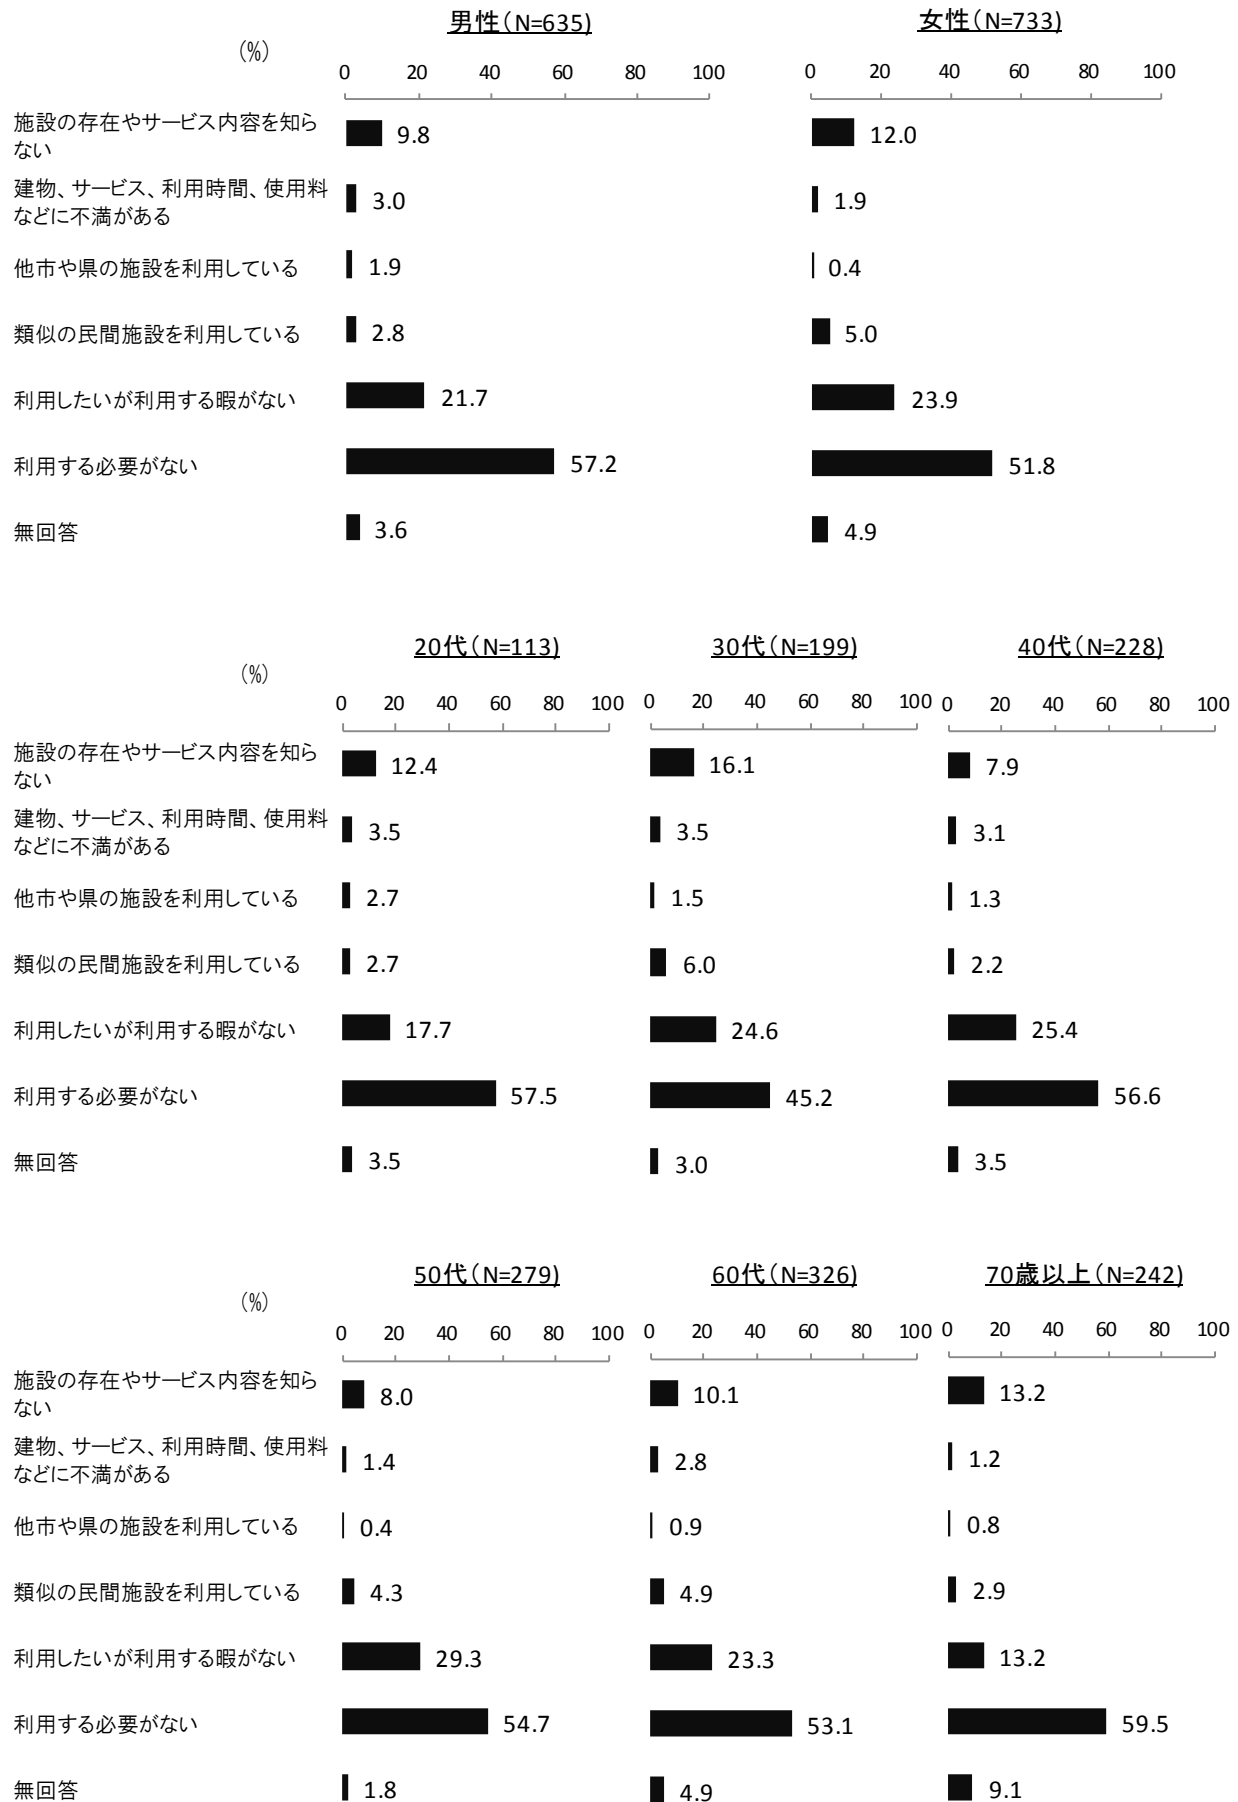 男性(N=635) 女性(N=733)
(%)
0 20 40 60 80 100 0 20 40 60 80 100
施設の存在やサービス内容を知ら
ない
9.8 12.0
建物、サービス、利用時間、使用料
などに不満がある
3.0 1.9
他市や県の施設を利用している 1.9 0.4
類似の民間施設を利用している 2.8 5.0
利用したいが利用する暇がない 21.7 23.9
利用する必要がない 57.2 51.8
無回答 3.6 4.9
20代(N=113) 30代(N=199) 40代(N=228)
(%)
0 20 40 60 80 100 0 20 40 60 80 100 0 20 40 60 80 100
施設の存在やサービス内容を知ら
ない
12.4 16.1 7.9
建物、サービス、利用時間、使用料
などに不満がある
3.5 3.5 3.1
他市や県の施設を利用している 2.7 1.5 1.3
類似の民間施設を利用している 2.7 6.0 2.2
利用したいが利用する暇がない 17.7 24.6 25.4
利用する必要がない 57.5 45.2 56.6
無回答 3.5 3.0 3.5
50代(N=279) 60代(N=326) 70歳以上(N=242)
(%)
0 20 40 60 80 100 0 20 40 60 80 100 0 20 40 60 80 100
施設の存在やサービス内容を知ら
ない
8.0 10.1 13.2
建物、サービス、利用時間、使用料
などに不満がある
1.4 2.8 1.2
他市や県の施設を利用している 0.4 0.9 0.8
類似の民間施設を利用している 4.3 4.9 2.9
利用したいが利用する暇がない 29.3 23.3 13.2
利用する必要がない 54.7 53.1 59.5
無回答 1.8 4.9 9.1